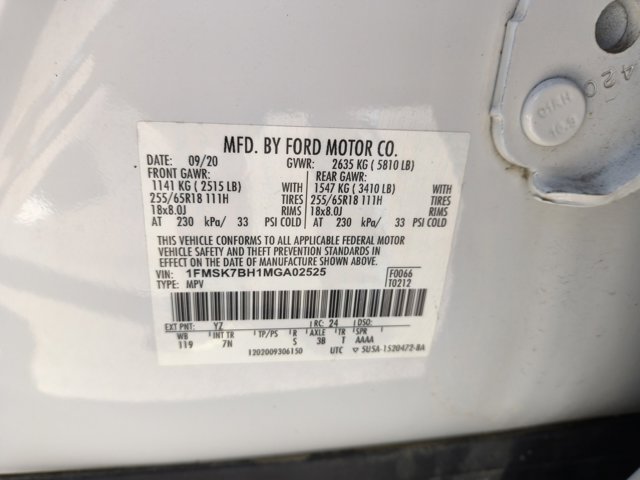 MFD. BY FORD MOTOR CO.
DATE: 09/20 GVWR: 2635 KG ( 5810 LB)
FRONT GAWR: REAR GAWR:
1141 KG ( 2515 LB) WITH 1547 KG ( 3410 LB) WITH
255/65R18 111H TIRES 255/65R18 111H TIRES
18x8.0J RIMS 18x8.0J RIMS
AT 230 kPa/ 33 PSI COLD AT 230 kPa/ 33 PSI COLD
THIS VEHICLE CONFORMS TO ALL APPLICABLE FEDERAL MOTOR
VEHICLE SAFETY AND THEFT PREVENTION STANDARDS IN EFFECT
ON THE DATE OF MANUFACTURE SHOWN ABOVE.
VIN: 1FMSK7BH1MGA02525 F0066
TYPE: MPV T0212
EXT PNT: YZ RC: 24 DSO:
WB INT TR TP/PS R AXLE TR SPR
119 7N S 3B T AAAA
1202009306150 UTC 5U5A-1520472-BA
420